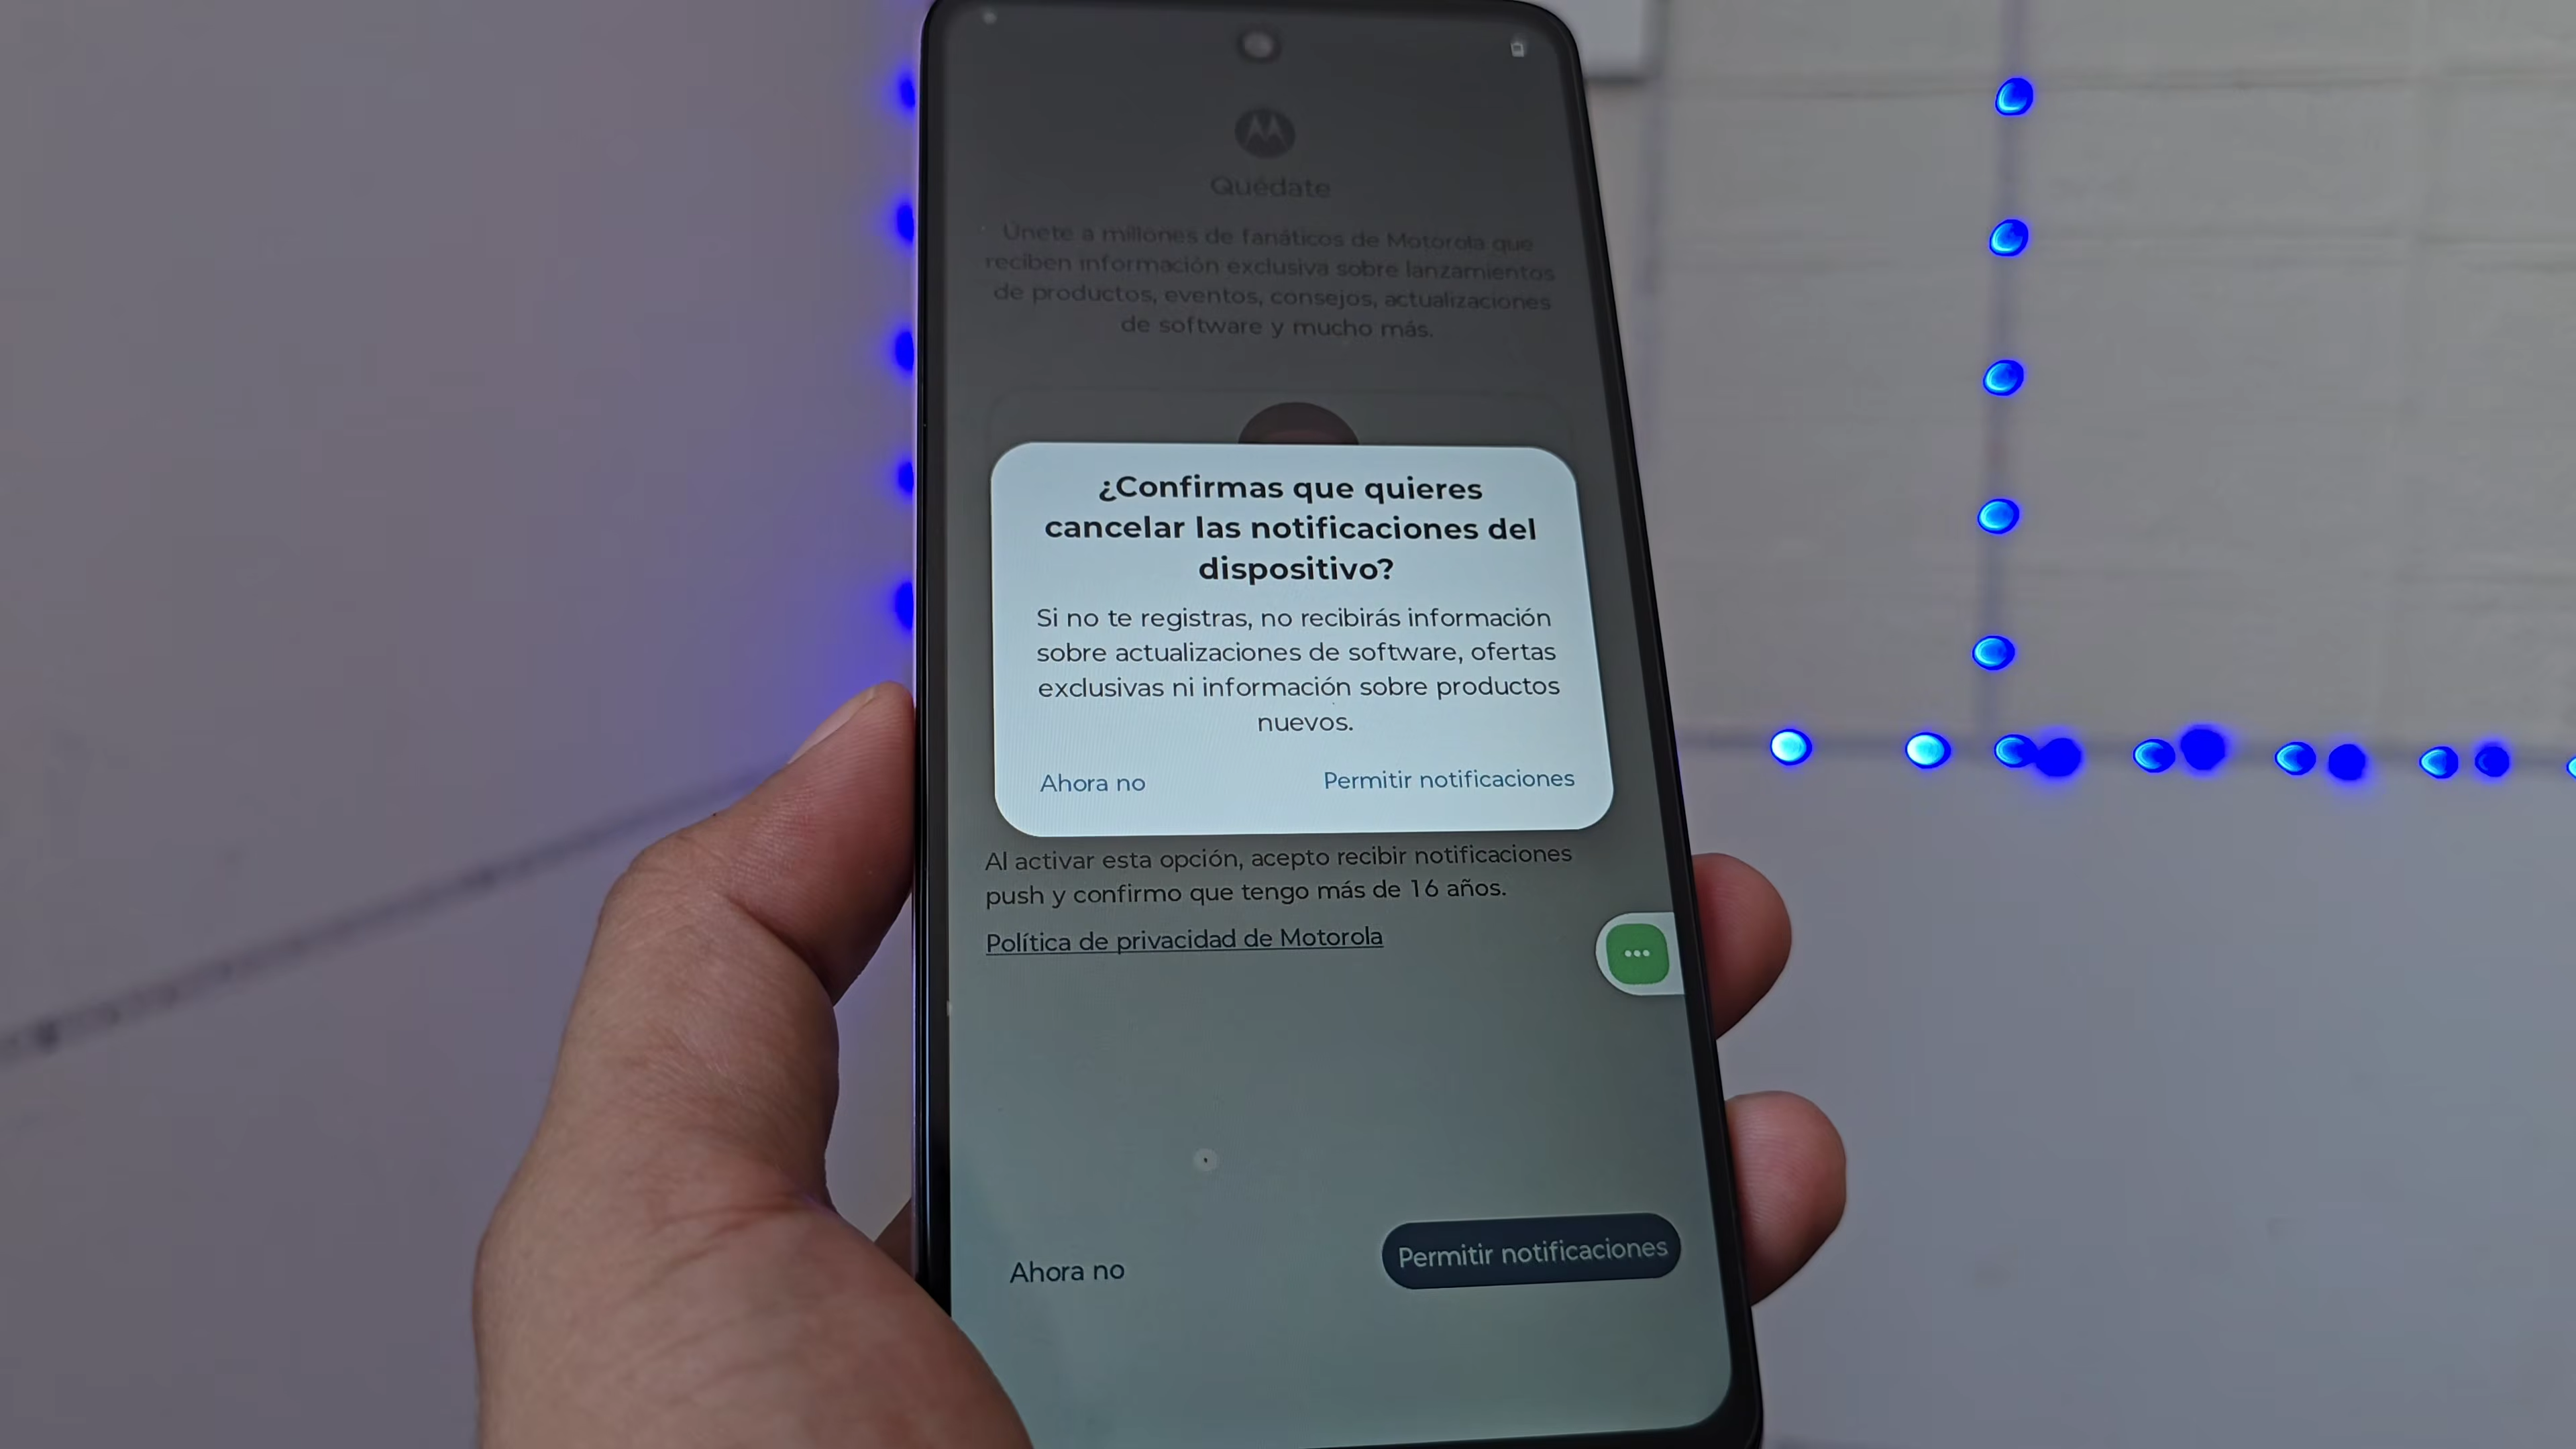 Quédate
Únete a millones de fanáticos de Motorola que
reciben información exclusiva sobre lanzamientos
de productos, eventos, consejos, actualizaciones
de software y mucho más.
¿Confirmas que quieres
cancelar las notificaciones del
dispositivo?
Si no te registras, no recibirás información
sobre actualizaciones de software, ofertas
exclusivas ni información sobre productos
nuevos.
Ahora no Permitir notificaciones
Al activar esta opción, acepto recibir notificaciones
push y confirmo que tengo más de 16 años.
Política de privacidad de Motorola
Ahora no Permitir notificaciones